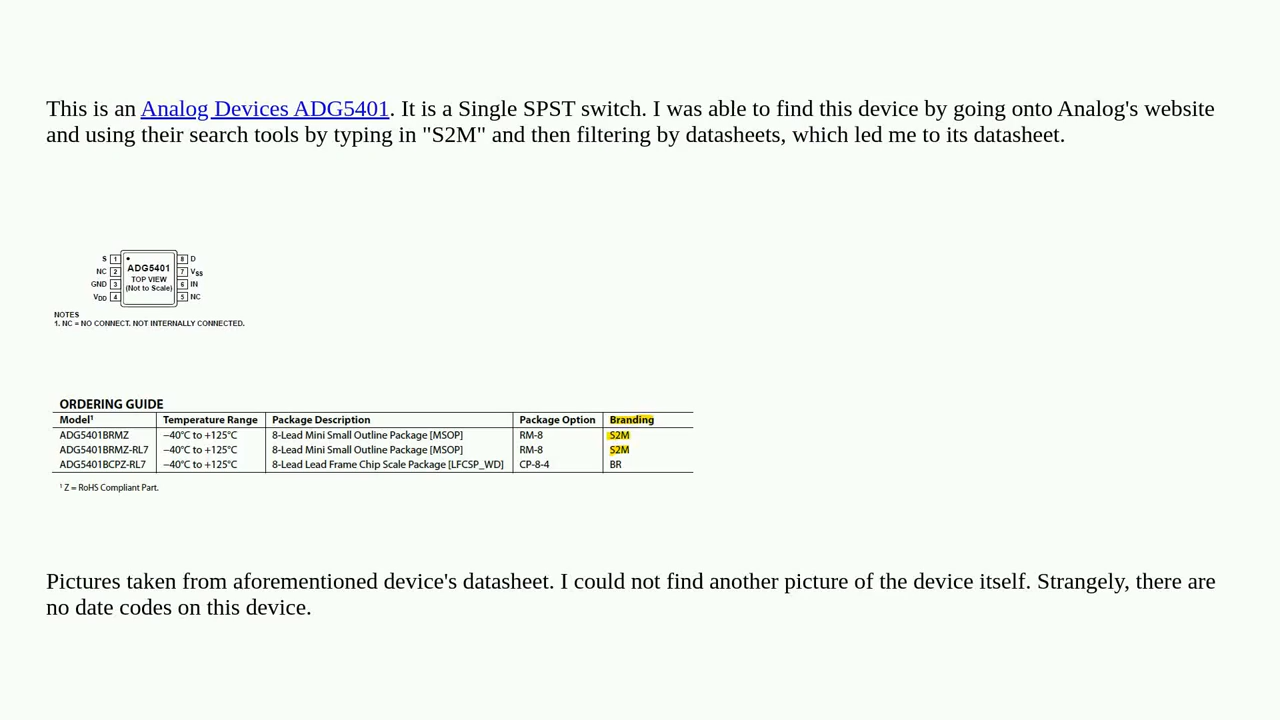 This is an Analog Devices ADG5401. It is a Single SPST switch. I was able to find this device by going onto Analog's website
and using their search tools by typing in "S2M" and then filtering by datasheets, which led me to its datasheet.
S 1 8 D
NC 2 ADG5401 7 VSS
GND 3 TOP VIEW 6 IN
VDD 4 (Not to Scale) 5 NC
NOTES
1. NC = NO CONNECT. NOT INTERNALLY CONNECTED.
ORDERING GUIDE
Model¹ Temperature Range Package Description Package Option Branding
ADG5401BRMZ −40°C to +125°C 8-Lead Mini Small Outline Package [MSOP] RM-8 S2M
ADG5401BRMZ-RL7 −40°C to +125°C 8-Lead Mini Small Outline Package [MSOP] RM-8 S2M
ADG5401BCPZ-RL7 −40°C to +125°C 8-Lead Lead Frame Chip Scale Package [LFCSP_WD] CP-8-4 BR
¹ Z = RoHS Compliant Part.
Pictures taken from aforementioned device's datasheet. I could not find another picture of the device itself. Strangely, there are
no date codes on this device.